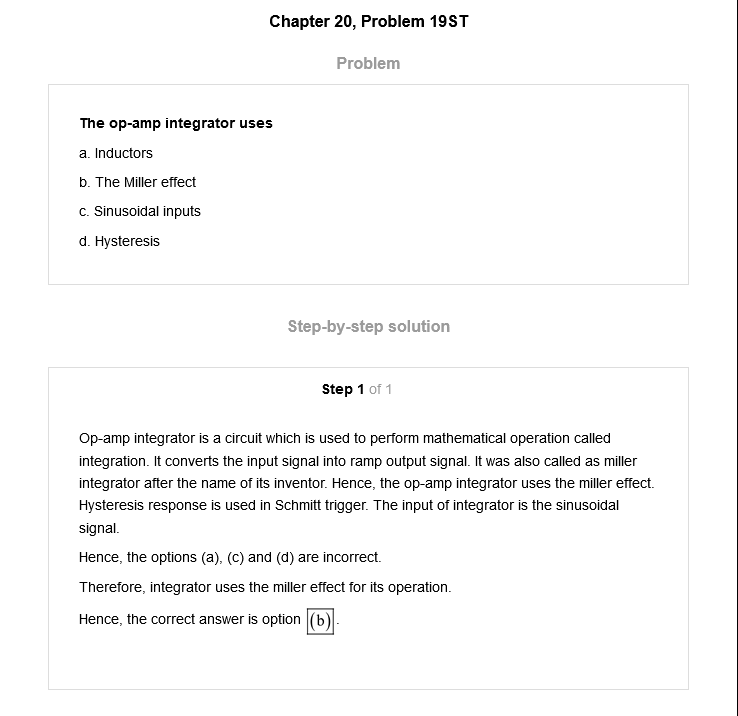 Chapter 20, Problem 19ST
Problem
The op-amp integrator uses
a. Inductors
b. The Miller effect
c. Sinusoidal inputs
d. Hysteresis
Step-by-step solution
Step 1 of 1
Op-amp integrator is a circuit which is used to perform mathematical operation called
integration. It converts the input signal into ramp output signal. It was also called as miller
integrator after the name of its inventor. Hence, the op-amp integrator uses the miller effect.
Hysteresis response is used in Schmitt trigger. The input of integrator is the sinusoidal
signal.
Hence, the options (a), (c) and (d) are incorrect.
Therefore, integrator uses the miller effect for its operation.
Hence, the correct answer is option (b).